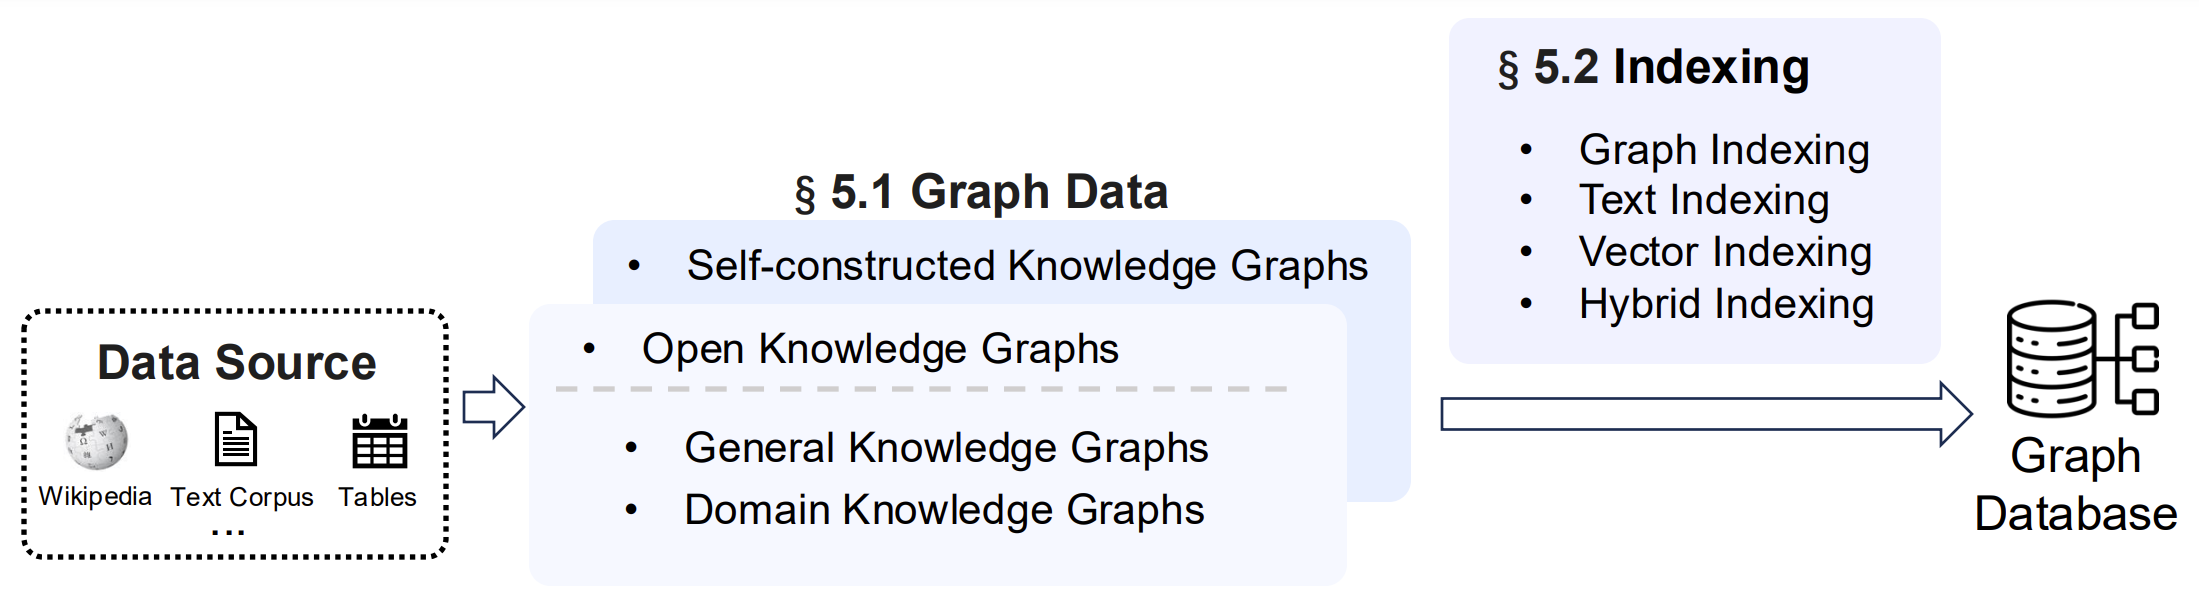 Data Source
Wikipedia
Text Corpus
Tables
...
§ 5.1 Graph Data
• Self-constructed Knowledge Graphs
• Open Knowledge Graphs
• General Knowledge Graphs
• Domain Knowledge Graphs
§ 5.2 Indexing
• Graph Indexing
• Text Indexing
• Vector Indexing
• Hybrid Indexing
Graph
Database